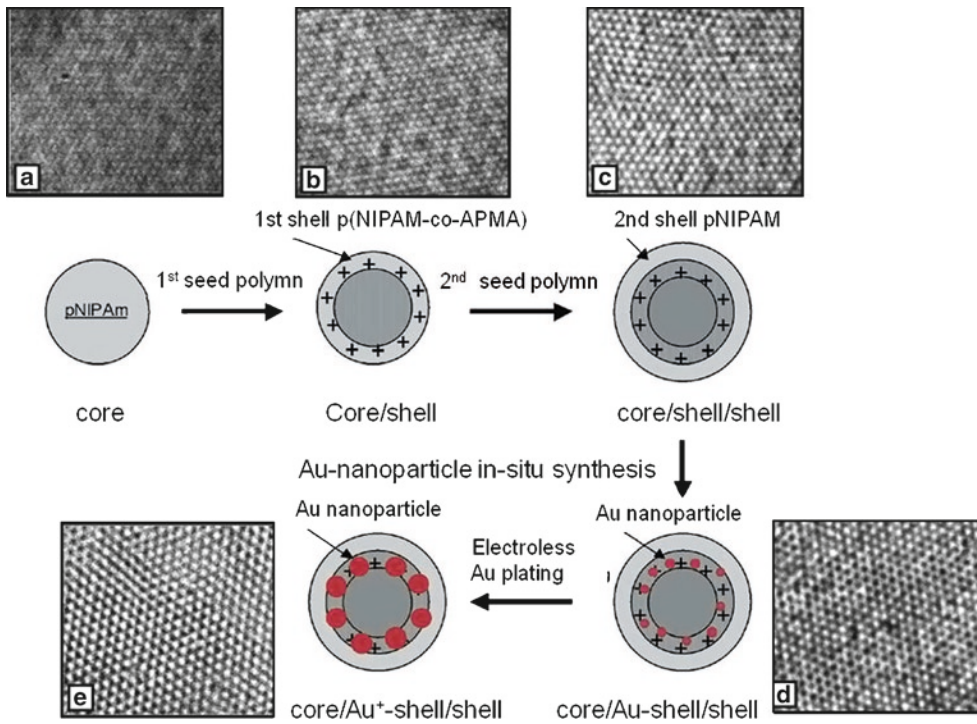 a
b
c
1st shell p(NIPAM-co-APMA)
2nd shell pNIPAM
1st seed polymn
2nd seed polymn
pNIPAm
+ + + + + + + + + +
+ + + + + + + + + +
core
Core/shell
core/shell/shell
Au-nanoparticle in-situ synthesis
Au nanoparticle
Au nanoparticle
Electroless
Au plating
e
d
core/Au⁺-shell/shell
core/Au-shell/shell